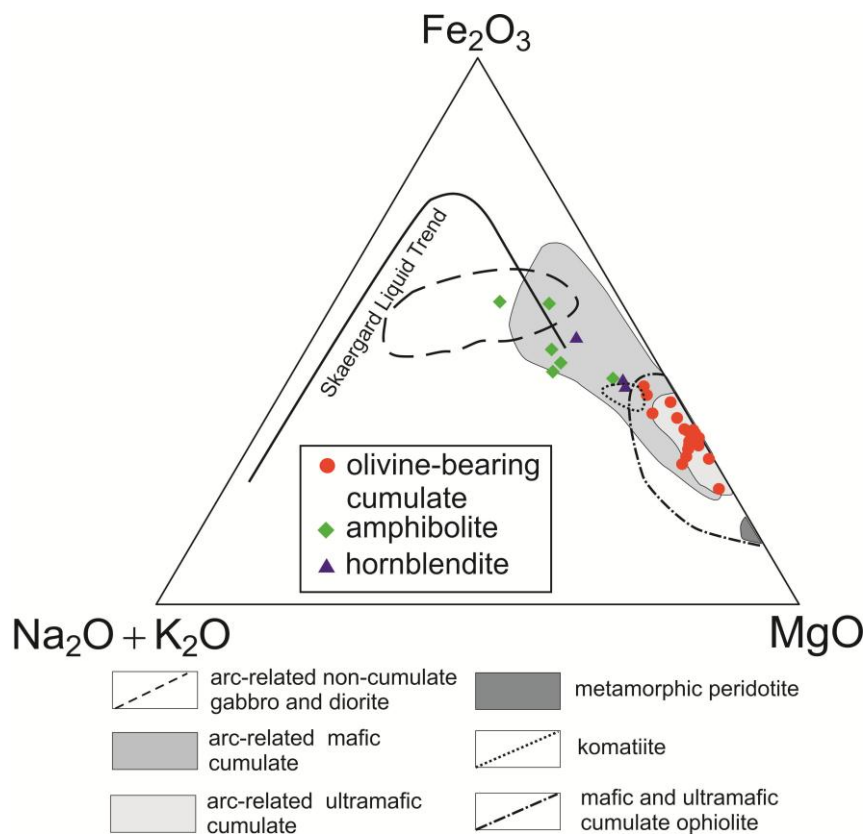 Fe₂O₃
Skaergard Liquid Trend
olivine-bearing
cumulate
amphibolite
hornblendite
Na₂O + K₂O
MgO
arc-related non-cumulate
gabbro and diorite
arc-related mafic
cumulate
arc-related ultramafic
cumulate
metamorphic peridotite
komatiite
mafic and ultramafic
cumulate ophiolite